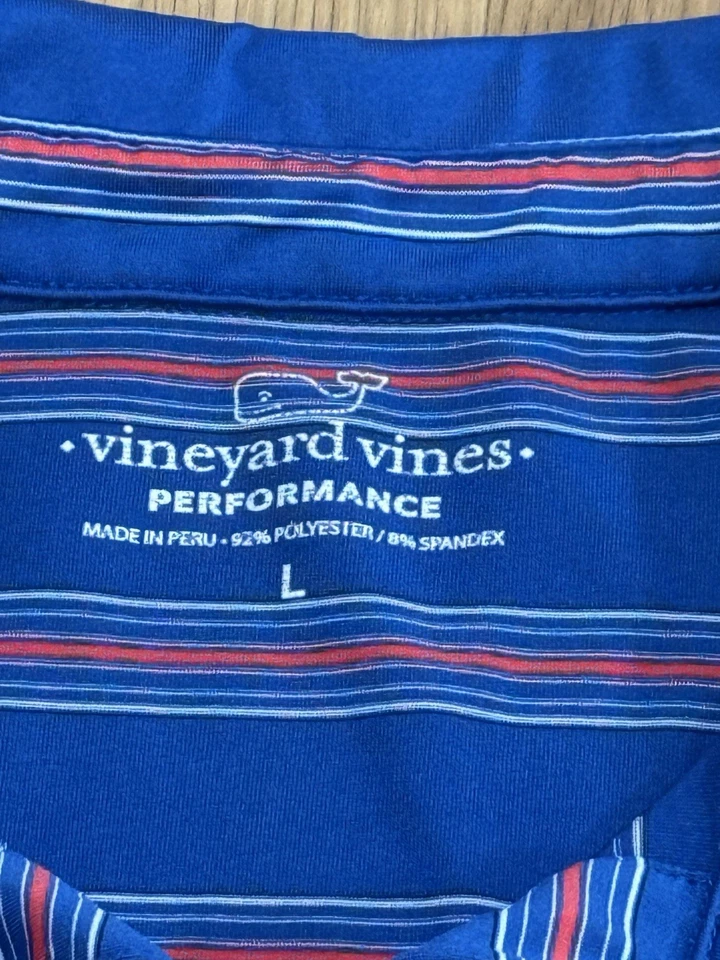 • vineyard vines •
PERFORMANCE
MADE IN PERU • 92% POLYESTER / 8% SPANDEX
L